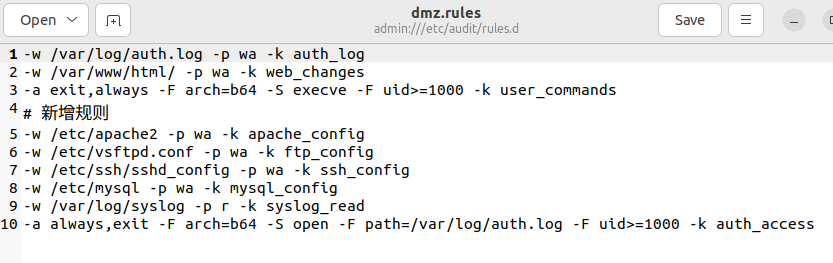 Open
dmz.rules
admin:///etc/audit/rules.d
Save
1 -w /var/log/auth.log -p wa -k auth_log
2 -w /var/www/html/ -p wa -k web_changes
3 -a exit,always -F arch=b64 -S execve -F uid>=1000 -k user_commands
4 # 新增规则
5 -w /etc/apache2 -p wa -k apache_config
6 -w /etc/vsftpd.conf -p wa -k ftp_config
7 -w /etc/ssh/sshd_config -p wa -k ssh_config
8 -w /etc/mysql -p wa -k mysql_config
9 -w /var/log/syslog -p r -k syslog_read
10 -a always,exit -F arch=b64 -S open -F path=/var/log/auth.log -F uid>=1000 -k auth_access